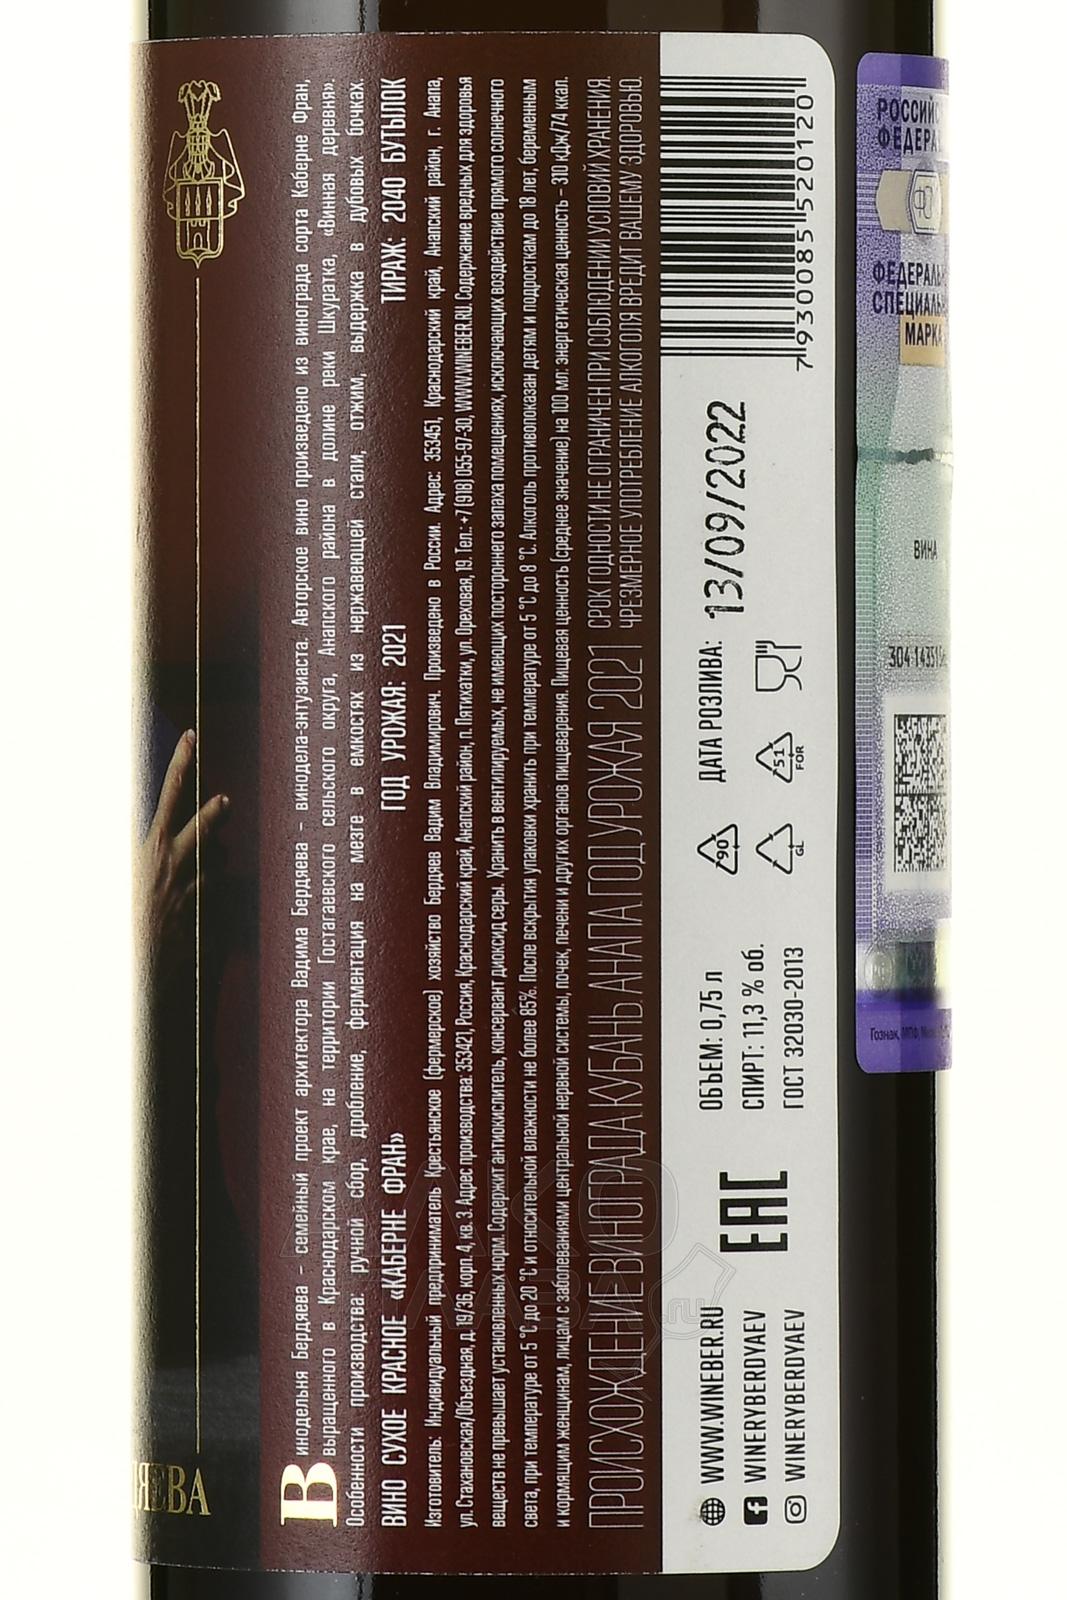 ДЯЕВА
Винодельня Бердяева – семейный проект архитектора Вадима Бердяева – винодела-энтузиаста. Авторское вино произведено из винограда сорта Каберне Фран,
выращенного в Краснодарском крае, на территории Гостагаевского сельского округа, Анапского района в долине реки Шкуратка, «Винная деревня».
Особенности производства: ручной сбор, дробление, ферментация на мезге в емкостях из нержавеющей стали, отжим, выдержка в дубовых бочках.
ВИНО СУХОЕ КРАСНОЕ «КАБЕРНЕ ФРАН» ГОД УРОЖАЯ: 2021 ТИРАЖ: 2040 БУТЫЛОК
Изготовитель: Индивидуальный предприниматель Крестьянское (фермерское) хозяйство Бердяев Вадим Владимирович. Произведено в России. Адрес: 353451, Краснодарский край, Анапский район, г. Анапа,
ул.Стахановская/Объездная, д. 19/36, корп. 4, кв. 3. Адрес производства: 353421, Россия, Краснодарский край, Анапский район, п. Пятихатки, ул. Ореховая, 19. Тел.: +7 (918) 055-97-30, WWW.WINEBER.RU. Содержание вредных для здоровья
веществ не превышает установленных норм. Содержит антиокислитель, консервант диоксид серы. Хранить в вентилируемых, не имеющих постороннего запаха помещениях, исключающих воздействие прямого солнечного
света, при температуре от 5 °С до 20 °С и относительной влажности не более 85%. После вскрытия упаковки хранить при температуре от 5 °С до 8 °С. Алкоголь противопоказан детям и подросткам до 18 лет, беременным
и кормящим женщинам, лицам с заболеваниями центральной нервной системы, почек, печени и других органов пищеварения. Пищевая ценность (среднее значение) на 100 мл: энергетическая ценность – 310 кДж/74 ккал.
ПРОИСХОЖДЕНИЕ ВИНОГРАДА КУБАНЬ. АНАПА ГОД УРОЖАЯ 2021
СРОК ГОДНОСТИ НЕ ОГРАНИЧЕН ПРИ СОБЛЮДЕНИИ УСЛОВИЙ ХРАНЕНИЯ.
ЧРЕЗМЕРНОЕ УПОТРЕБЛЕНИЕ АЛКОГОЛЯ ВРЕДИТ ВАШЕМУ ЗДОРОВЬЮ.
WWW.WINEBER.RU
WINERYBERDYAEV
WINERYBERDYAEV
EAC
ОБЪЕМ: 0,75 л
СПИРТ: 11,3 % об.
ГОСТ 32030-2013
90
GL
51
FOR
ДАТА РОЗЛИВА: 13/09/2022
7930085520120
РОССИЙС
ФЕДЕРА
ФЕДЕРАЛЬ
СПЕЦИАЛЬ
МАРКА
ВИНА
304 143515
Гознак, МПФ,
АЛКО
СЛАВА
.ru